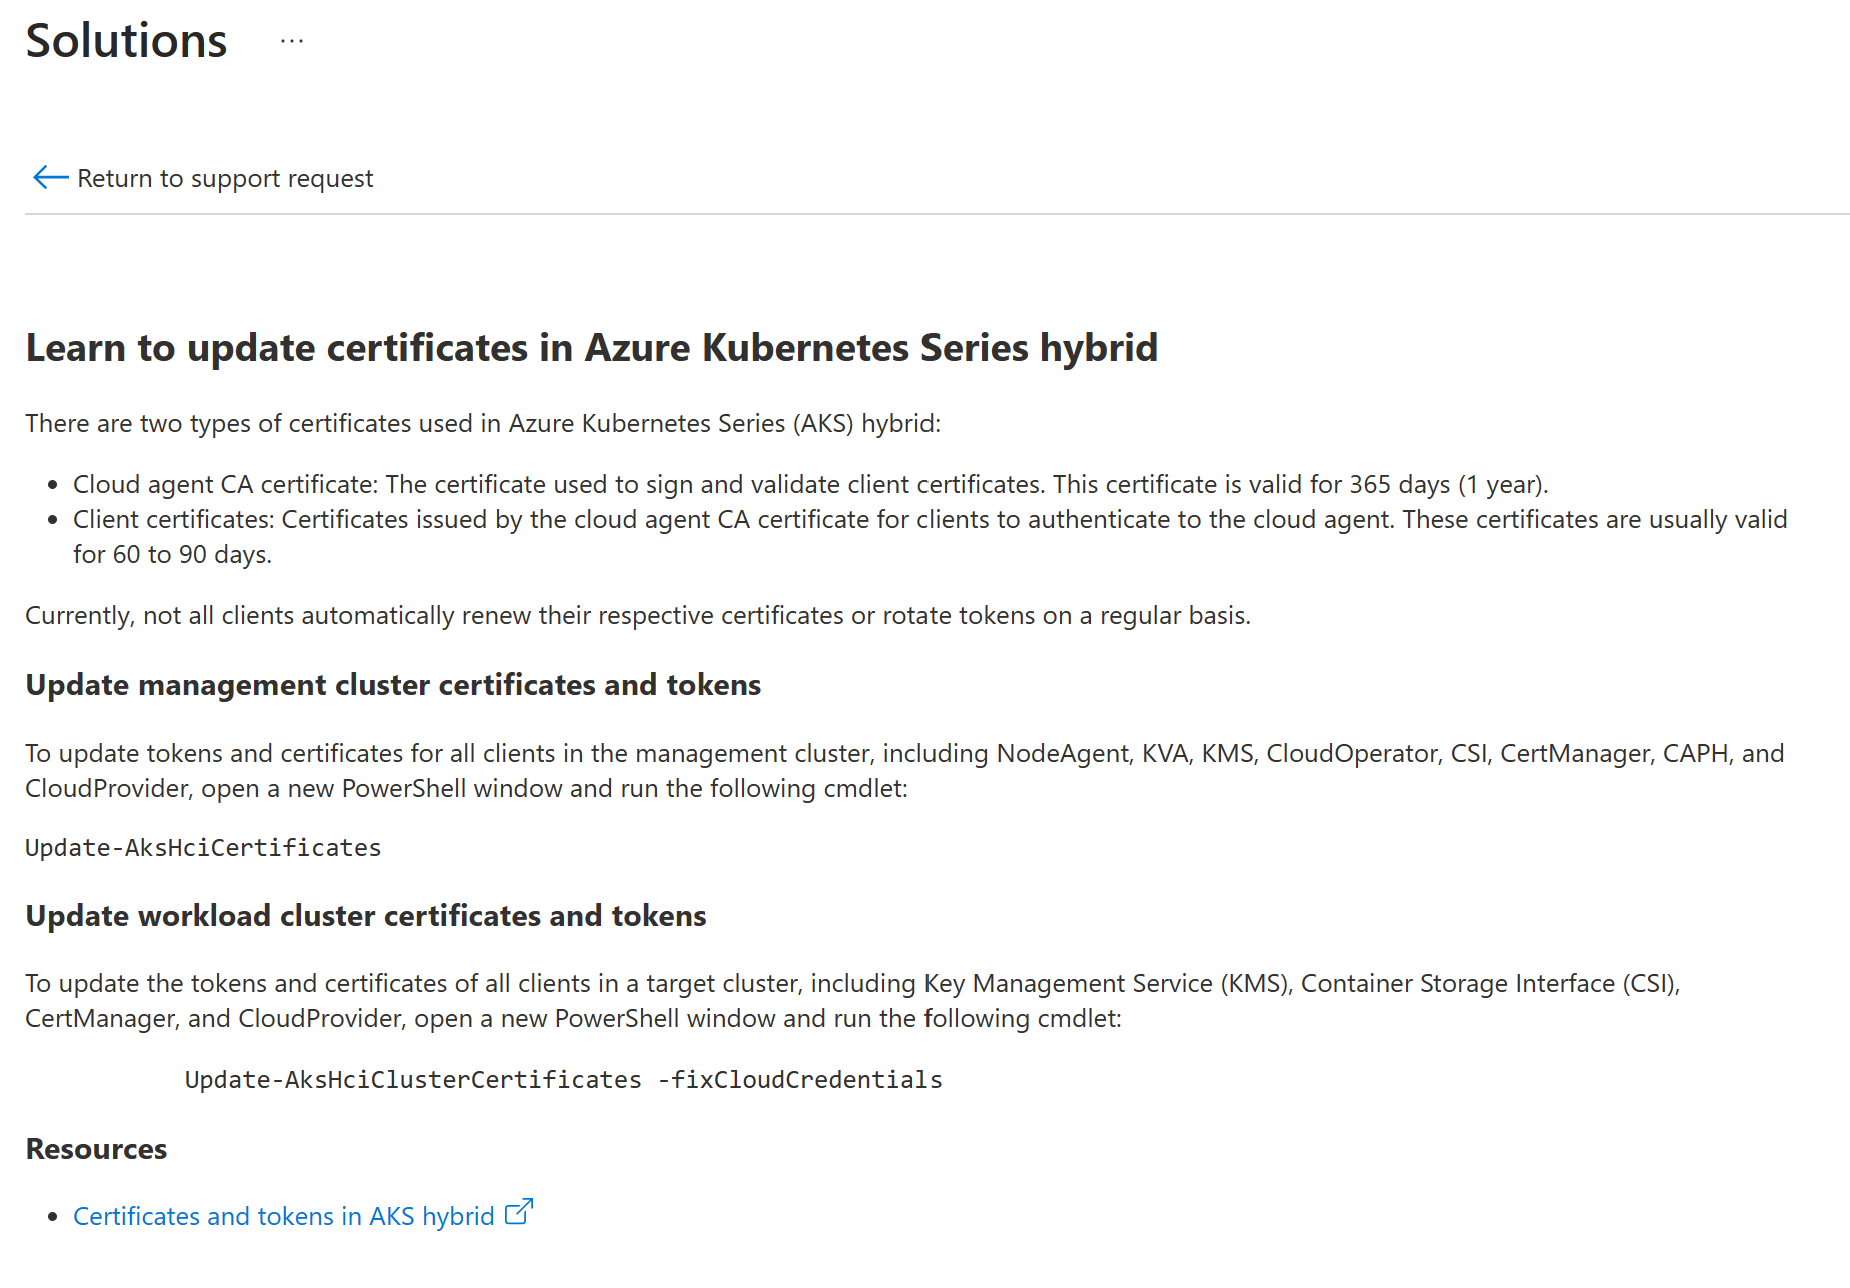 Solutions ...
Return to support request
Learn to update certificates in Azure Kubernetes Series hybrid
There are two types of certificates used in Azure Kubernetes Series (AKS) hybrid:
• Cloud agent CA certificate: The certificate used to sign and validate client certificates. This certificate is valid for 365 days (1 year).
• Client certificates: Certificates issued by the cloud agent CA certificate for clients to authenticate to the cloud agent. These certificates are usually valid
for 60 to 90 days.
Currently, not all clients automatically renew their respective certificates or rotate tokens on a regular basis.
Update management cluster certificates and tokens
To update tokens and certificates for all clients in the management cluster, including NodeAgent, KVA, KMS, CloudOperator, CSI, CertManager, CAPH, and
CloudProvider, open a new PowerShell window and run the following cmdlet:
Update-AksHciCertificates
Update workload cluster certificates and tokens
To update the tokens and certificates of all clients in a target cluster, including Key Management Service (KMS), Container Storage Interface (CSI),
CertManager, and CloudProvider, open a new PowerShell window and run the following cmdlet:
Update-AksHciClusterCertificates -fixCloudCredentials
Resources
• Certificates and tokens in AKS hybrid